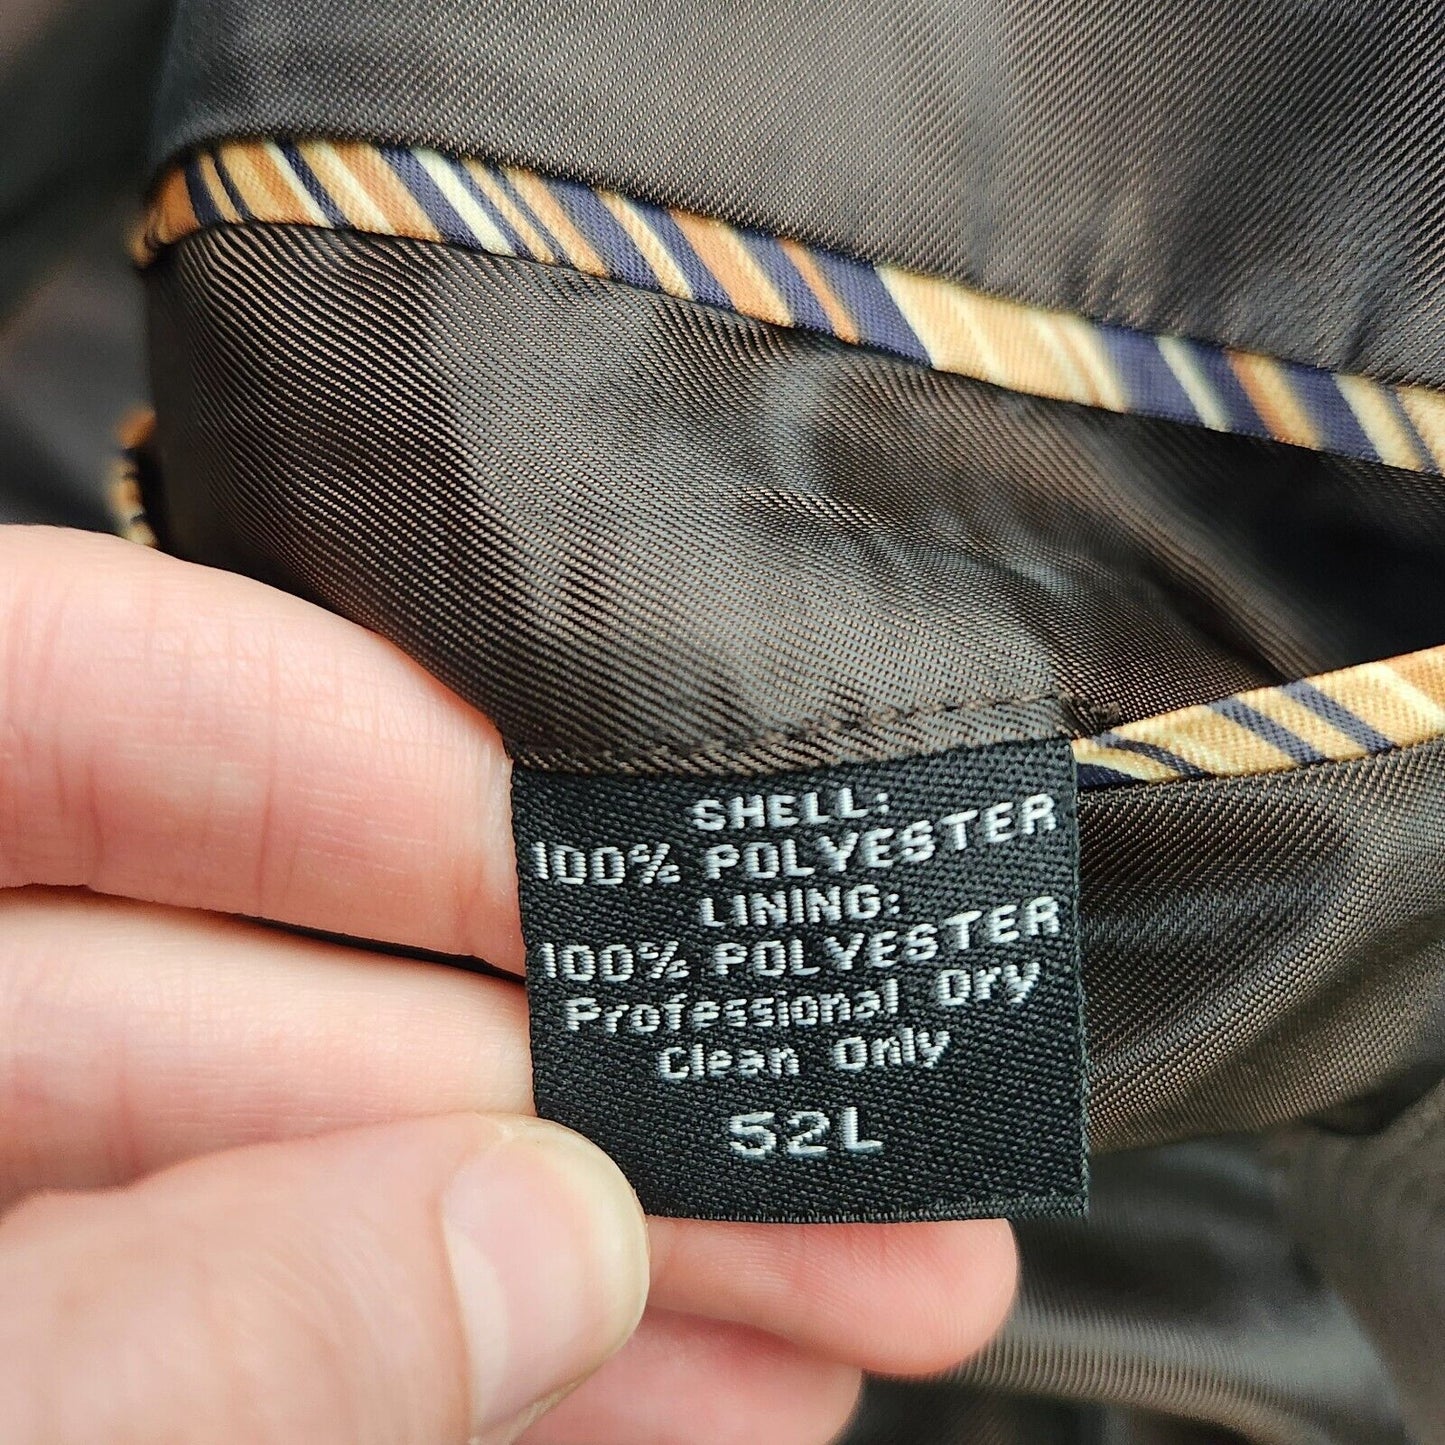 SHELL:
100% POLYESTER
LINING:
100% POLYESTER
Professional Dry
Clean Only
52L